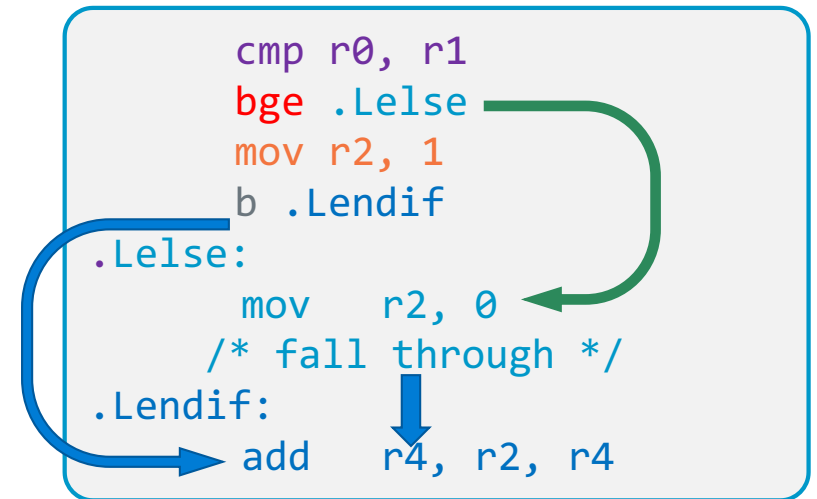 cmp r0, r1
bge .Lelse
mov r2, 1
b .Lendif
.Lelse:
mov r2, 0
/* fall through */
.Lendif:
add r4, r2, r4